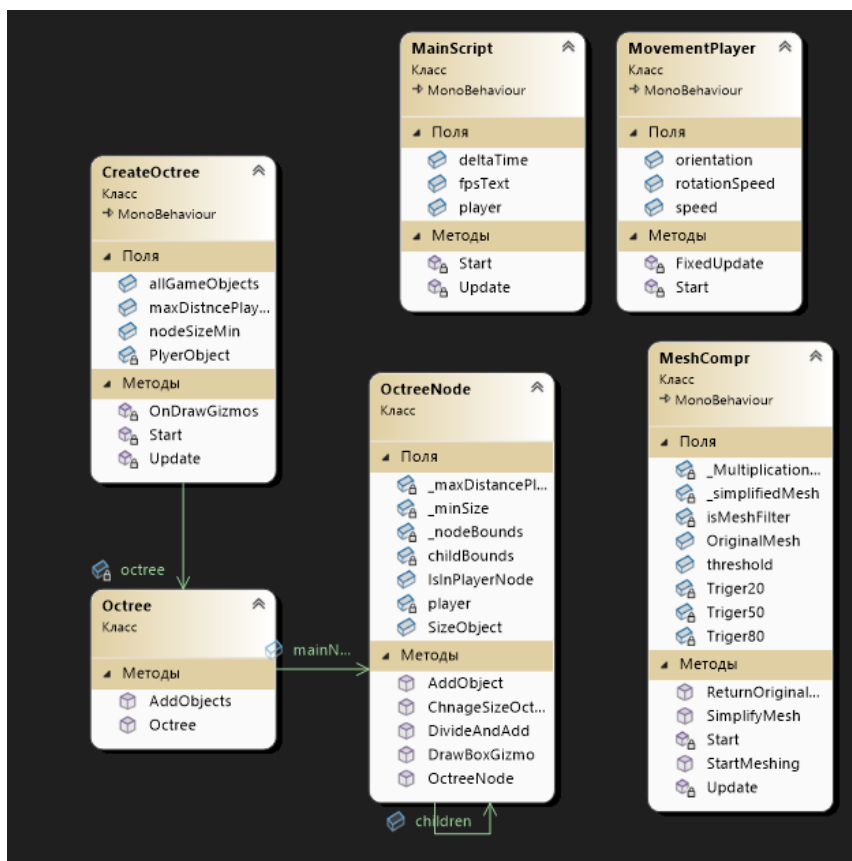 MainScript
Класс
MonoBehaviour
Поля
deltaTime
fpsText
player
Методы
Start
Update
MovementPlayer
Класс
MonoBehaviour
Поля
orientation
rotationSpeed
speed
Методы
FixedUpdate
Start
CreateOctree
Класс
MonoBehaviour
Поля
allGameObjects
maxDistncePlay...
nodeSizeMin
PlyerObject
Методы
OnDrawGizmos
Start
Update
octree
Octree
Класс
Методы
AddObjects
Octree
mainN...
OctreeNode
Класс
Поля
_maxDistancePl...
_minSize
_nodeBounds
childBounds
IsInPlayerNode
player
SizeObject
Методы
AddObject
ChnageSizeOct...
DivideAndAdd
DrawBoxGizmo
OctreeNode
children
MeshCompr
Класс
MonoBehaviour
Поля
_Multiplication...
_simplifiedMesh
isMeshFilter
OriginalMesh
threshold
Triger20
Triger50
Triger80
Методы
ReturnOriginal...
SimplifyMesh
Start
StartMeshing
Update